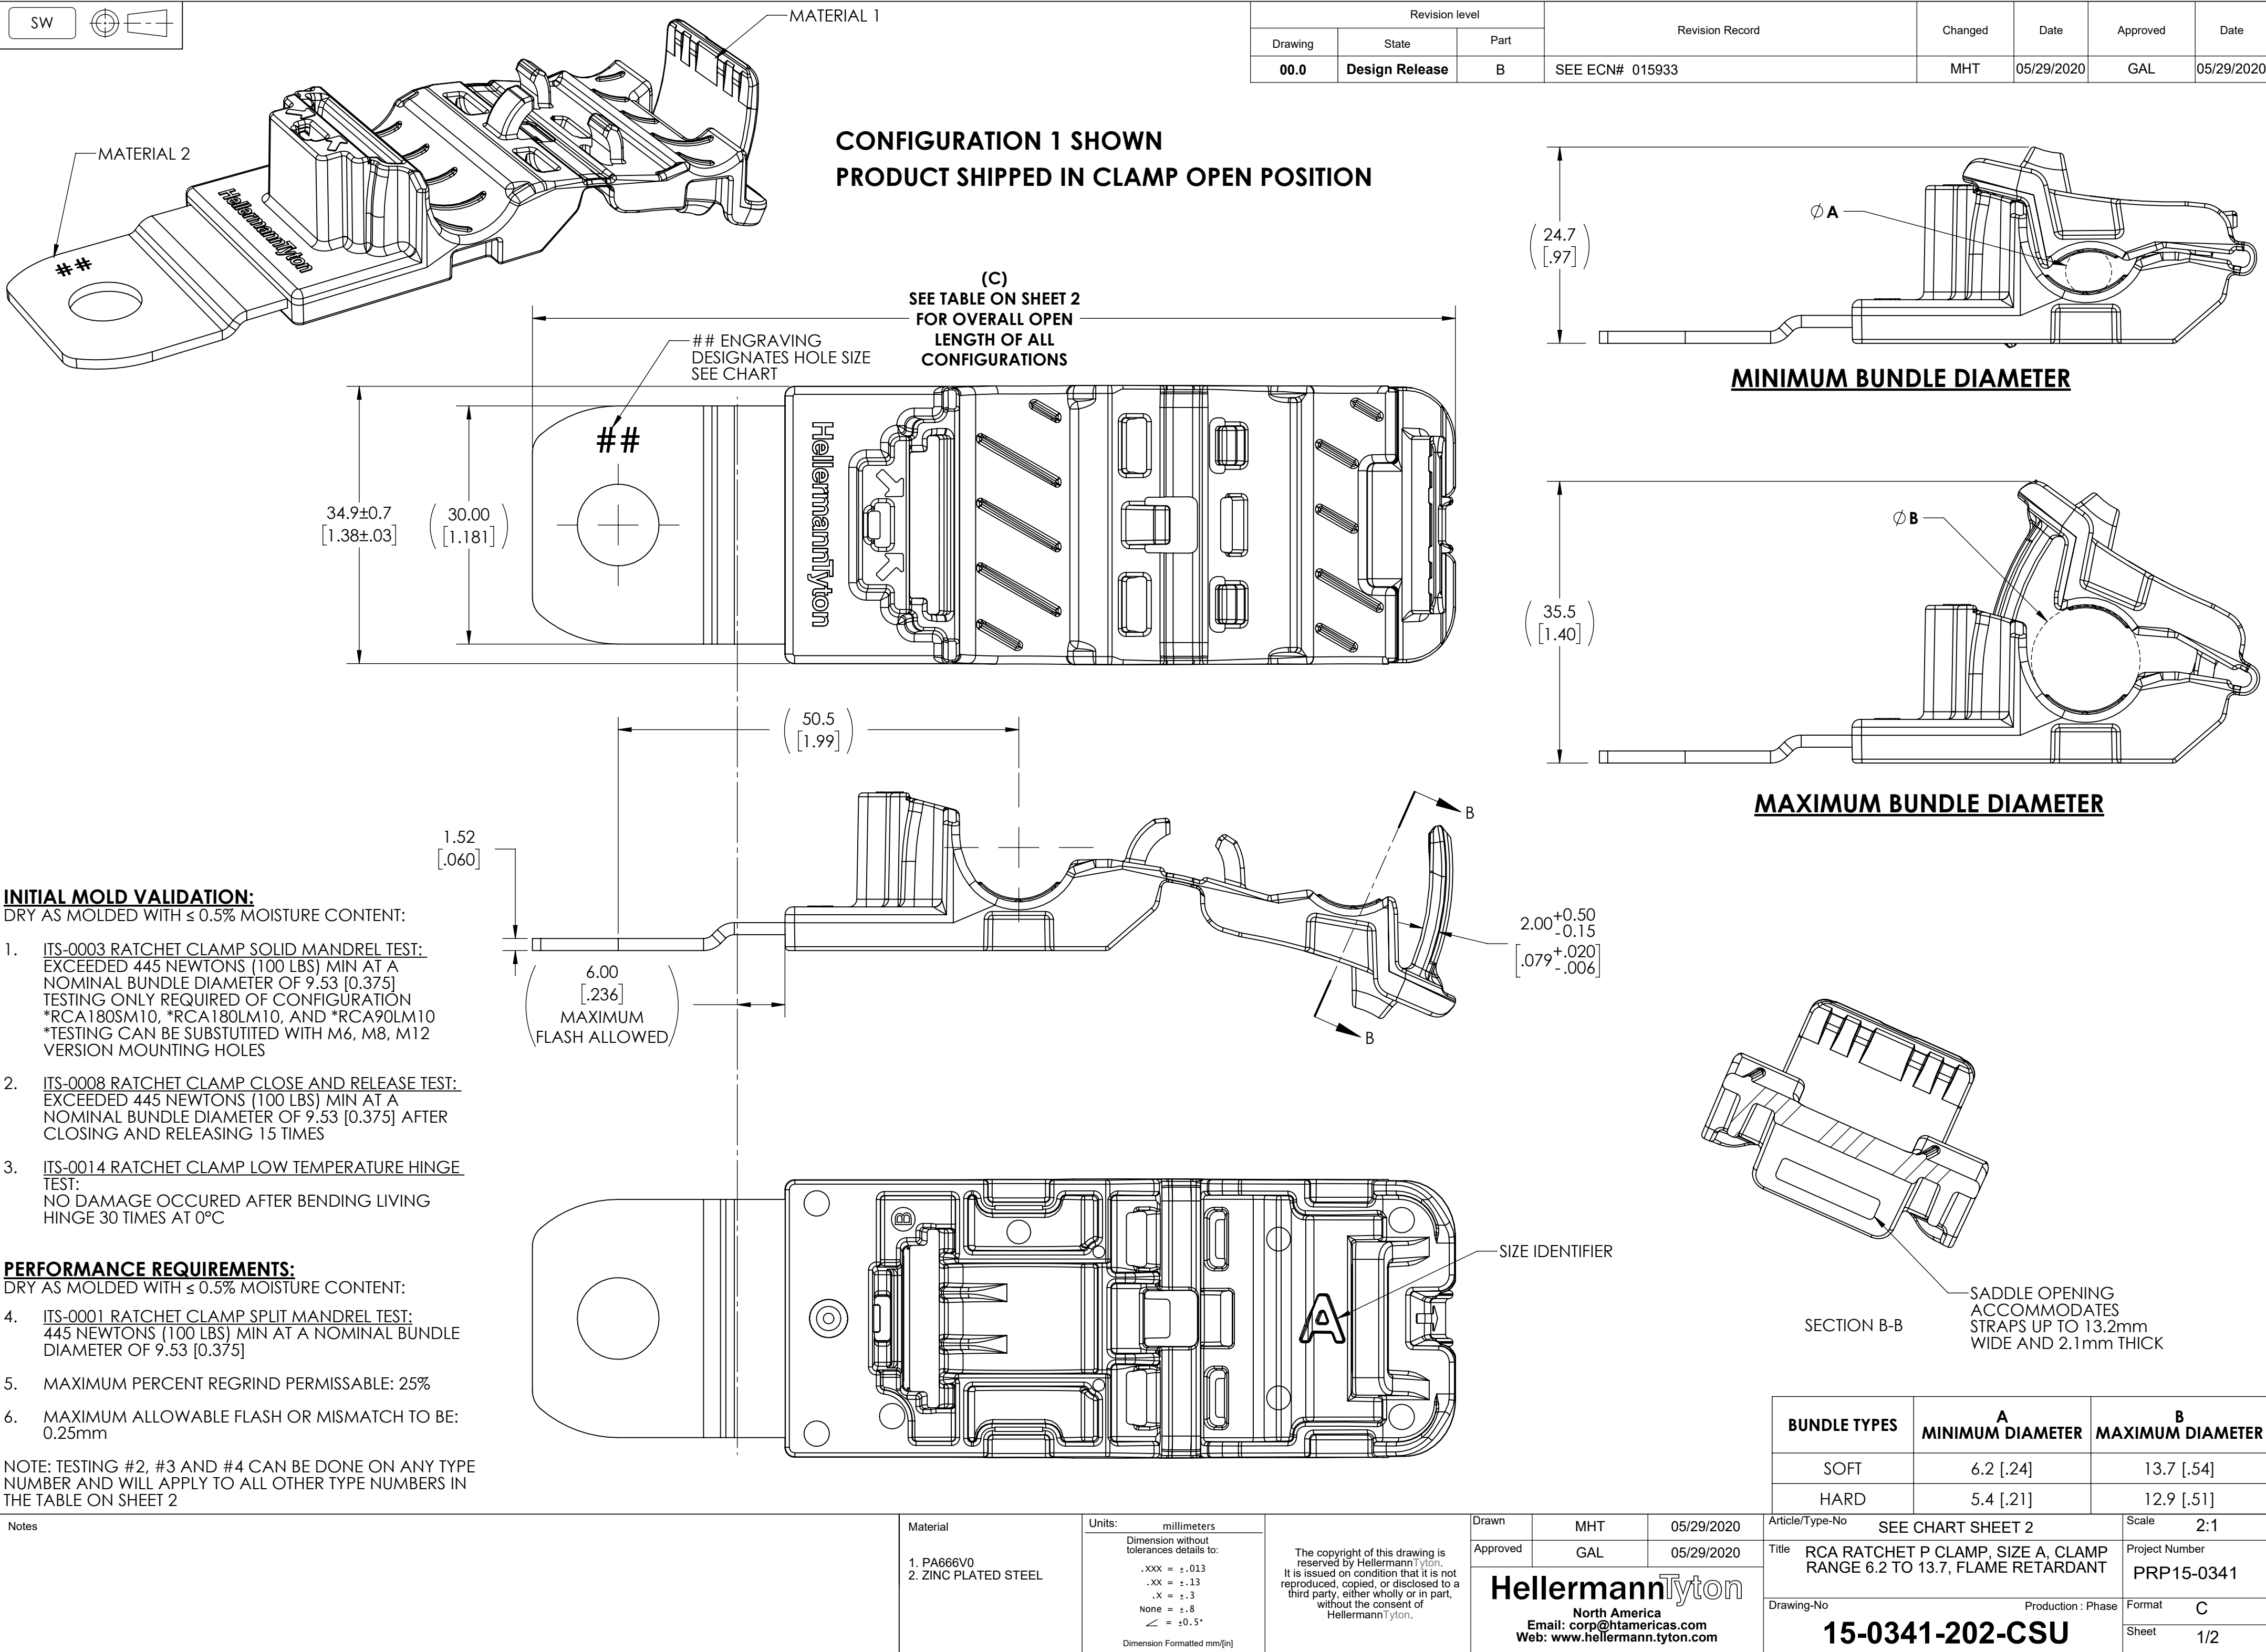 SW
MATERIAL 1
MATERIAL 2
##
HellermannTyton
Revision level
Revision Record
Changed
Date
Approved
Date
Drawing
State
Part
00.0
Design Release
B
SEE ECN# 015933
MHT
05/29/2020
GAL
05/29/2020
CONFIGURATION 1 SHOWN
PRODUCT SHIPPED IN CLAMP OPEN POSITION
(C)
SEE TABLE ON SHEET 2
FOR OVERALL OPEN
LENGTH OF ALL
CONFIGURATIONS
## ENGRAVING
DESIGNATES HOLE SIZE
SEE CHART
##
HellermannTyton
34.9±0.7
[1.38±.03]
(30.00
[1.181])
(24.7
[.97])
∅ A
MINIMUM BUNDLE DIAMETER
(35.5
[1.40])
∅ B
MAXIMUM BUNDLE DIAMETER
(50.5
[1.99])
1.52
[.060]
(6.00
[.236]
MAXIMUM
FLASH ALLOWED)
B
B
2.00 +0.50
-0.15
[.079 +.020
-.006]
INITIAL MOLD VALIDATION:
DRY AS MOLDED WITH ≤ 0.5% MOISTURE CONTENT:
1. ITS-0003 RATCHET CLAMP SOLID MANDREL TEST:
EXCEEDED 445 NEWTONS (100 LBS) MIN AT A
NOMINAL BUNDLE DIAMETER OF 9.53 [0.375]
TESTING ONLY REQUIRED OF CONFIGURATION
*RCA180SM10, *RCA180LM10, AND *RCA90LM10
*TESTING CAN BE SUBSTUTITED WITH M6, M8, M12
VERSION MOUNTING HOLES
2. ITS-0008 RATCHET CLAMP CLOSE AND RELEASE TEST:
EXCEEDED 445 NEWTONS (100 LBS) MIN AT A
NOMINAL BUNDLE DIAMETER OF 9.53 [0.375] AFTER
CLOSING AND RELEASING 15 TIMES
3. ITS-0014 RATCHET CLAMP LOW TEMPERATURE HINGE
TEST:
NO DAMAGE OCCURED AFTER BENDING LIVING
HINGE 30 TIMES AT 0°C
PERFORMANCE REQUIREMENTS:
DRY AS MOLDED WITH ≤ 0.5% MOISTURE CONTENT:
4. ITS-0001 RATCHET CLAMP SPLIT MANDREL TEST:
445 NEWTONS (100 LBS) MIN AT A NOMINAL BUNDLE
DIAMETER OF 9.53 [0.375]
5. MAXIMUM PERCENT REGRIND PERMISSABLE: 25%
6. MAXIMUM ALLOWABLE FLASH OR MISMATCH TO BE:
0.25mm
NOTE: TESTING #2, #3 AND #4 CAN BE DONE ON ANY TYPE
NUMBER AND WILL APPLY TO ALL OTHER TYPE NUMBERS IN
THE TABLE ON SHEET 2
B
A
SIZE IDENTIFIER
SECTION B-B
SADDLE OPENING
ACCOMMODATES
STRAPS UP TO 13.2mm
WIDE AND 2.1mm THICK
BUNDLE TYPES
A
MINIMUM DIAMETER
B
MAXIMUM DIAMETER
SOFT
6.2 [.24]
13.7 [.54]
HARD
5.4 [.21]
12.9 [.51]
Notes
Material
1. PA666V0
2. ZINC PLATED STEEL
Units: millimeters
Dimension without
tolerances details to:
.XXX = ±.013
.XX = ±.13
.X = ±.3
None = ±.8
∠ = ±0.5°
Dimension Formatted mm/[in]
The copyright of this drawing is
reserved by HellermannTyton.
It is issued on condition that it is not
reproduced, copied, or disclosed to a
third party, either wholly or in part,
without the consent of
HellermannTyton.
Drawn
MHT
05/29/2020
Approved
GAL
05/29/2020
HellermannTyton
North America
Email: corp@htamericas.com
Web: www.hellermann.tyton.com
Article/Type-No
SEE CHART SHEET 2
Scale
2:1
Title
RCA RATCHET P CLAMP, SIZE A, CLAMP
RANGE 6.2 TO 13.7, FLAME RETARDANT
Project Number
PRP15-0341
Drawing-No
Production : Phase
15-0341-202-CSU
Format
C
Sheet
1/2